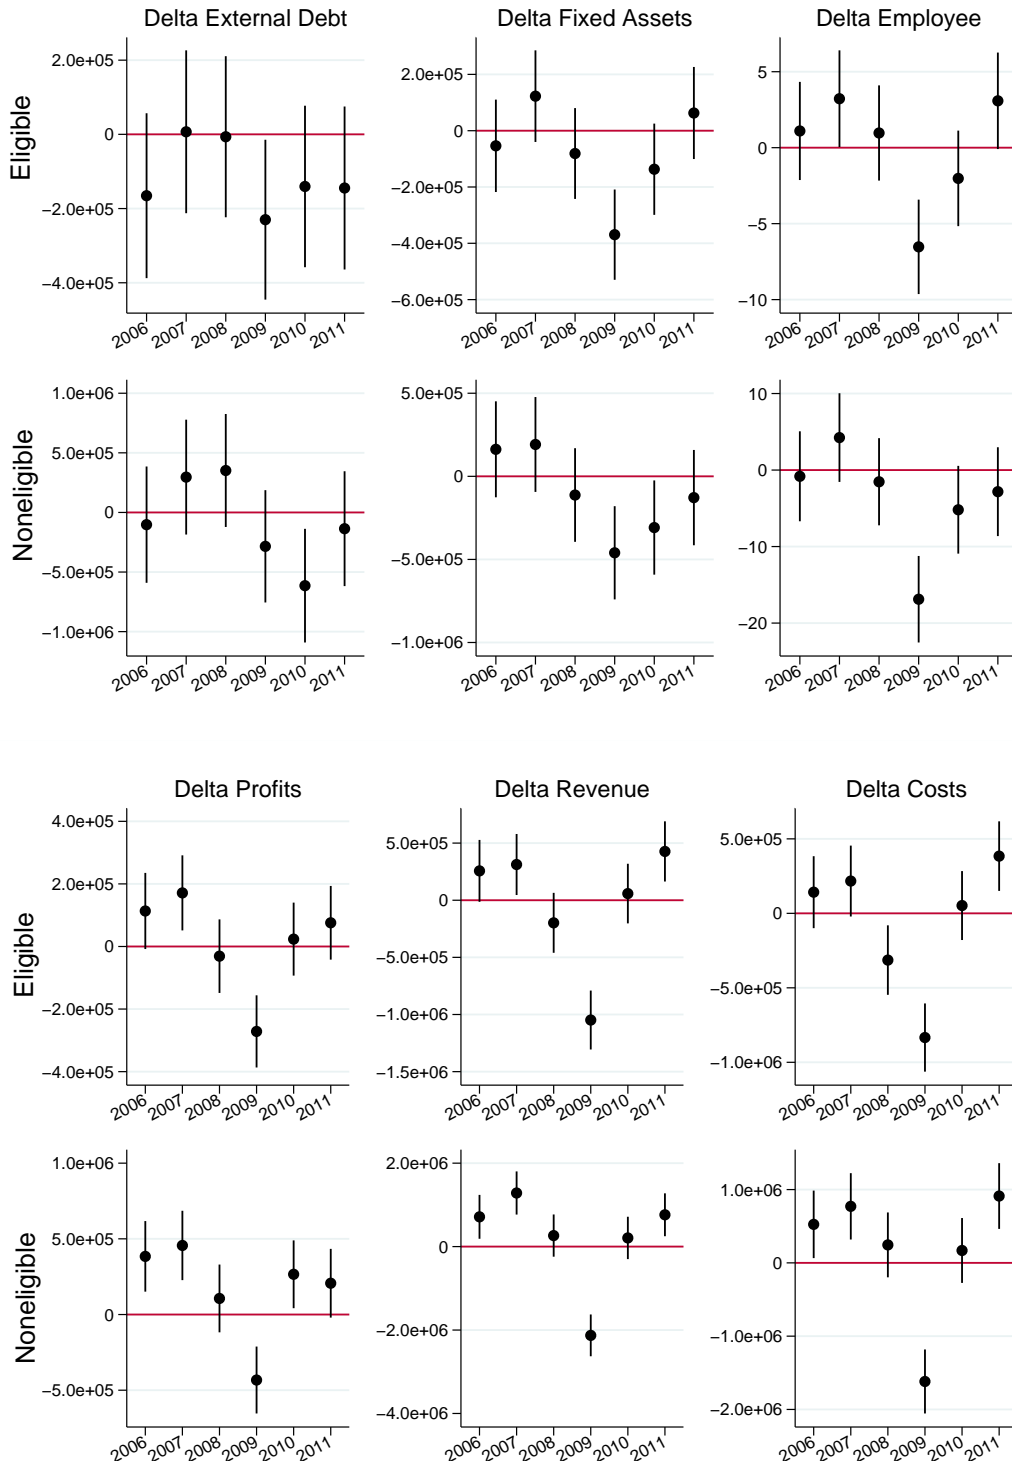 Delta External Debt
Delta Fixed Assets
Delta Employee
Eligible
2.0e+05
0
−2.0e+05
−4.0e+05
2006 2007 2008 2009 2010 2011
2.0e+05
0
−2.0e+05
−4.0e+05
−6.0e+05
2006 2007 2008 2009 2010 2011
5
0
−5
−10
2006 2007 2008 2009 2010 2011
Noneligible
1.0e+06
5.0e+05
0
−5.0e+05
−1.0e+06
2006 2007 2008 2009 2010 2011
5.0e+05
0
−5.0e+05
−1.0e+06
2006 2007 2008 2009 2010 2011
10
0
−10
−20
2006 2007 2008 2009 2010 2011
Delta Profits
Delta Revenue
Delta Costs
Eligible
4.0e+05
2.0e+05
0
−2.0e+05
−4.0e+05
2006 2007 2008 2009 2010 2011
5.0e+05
0
−5.0e+05
−1.0e+06
−1.5e+06
2006 2007 2008 2009 2010 2011
5.0e+05
0
−5.0e+05
−1.0e+06
2006 2007 2008 2009 2010 2011
Noneligible
1.0e+06
5.0e+05
0
−5.0e+05
2006 2007 2008 2009 2010 2011
2.0e+06
0
−2.0e+06
−4.0e+06
2006 2007 2008 2009 2010 2011
1.0e+06
0
−1.0e+06
−2.0e+06
2006 2007 2008 2009 2010 2011